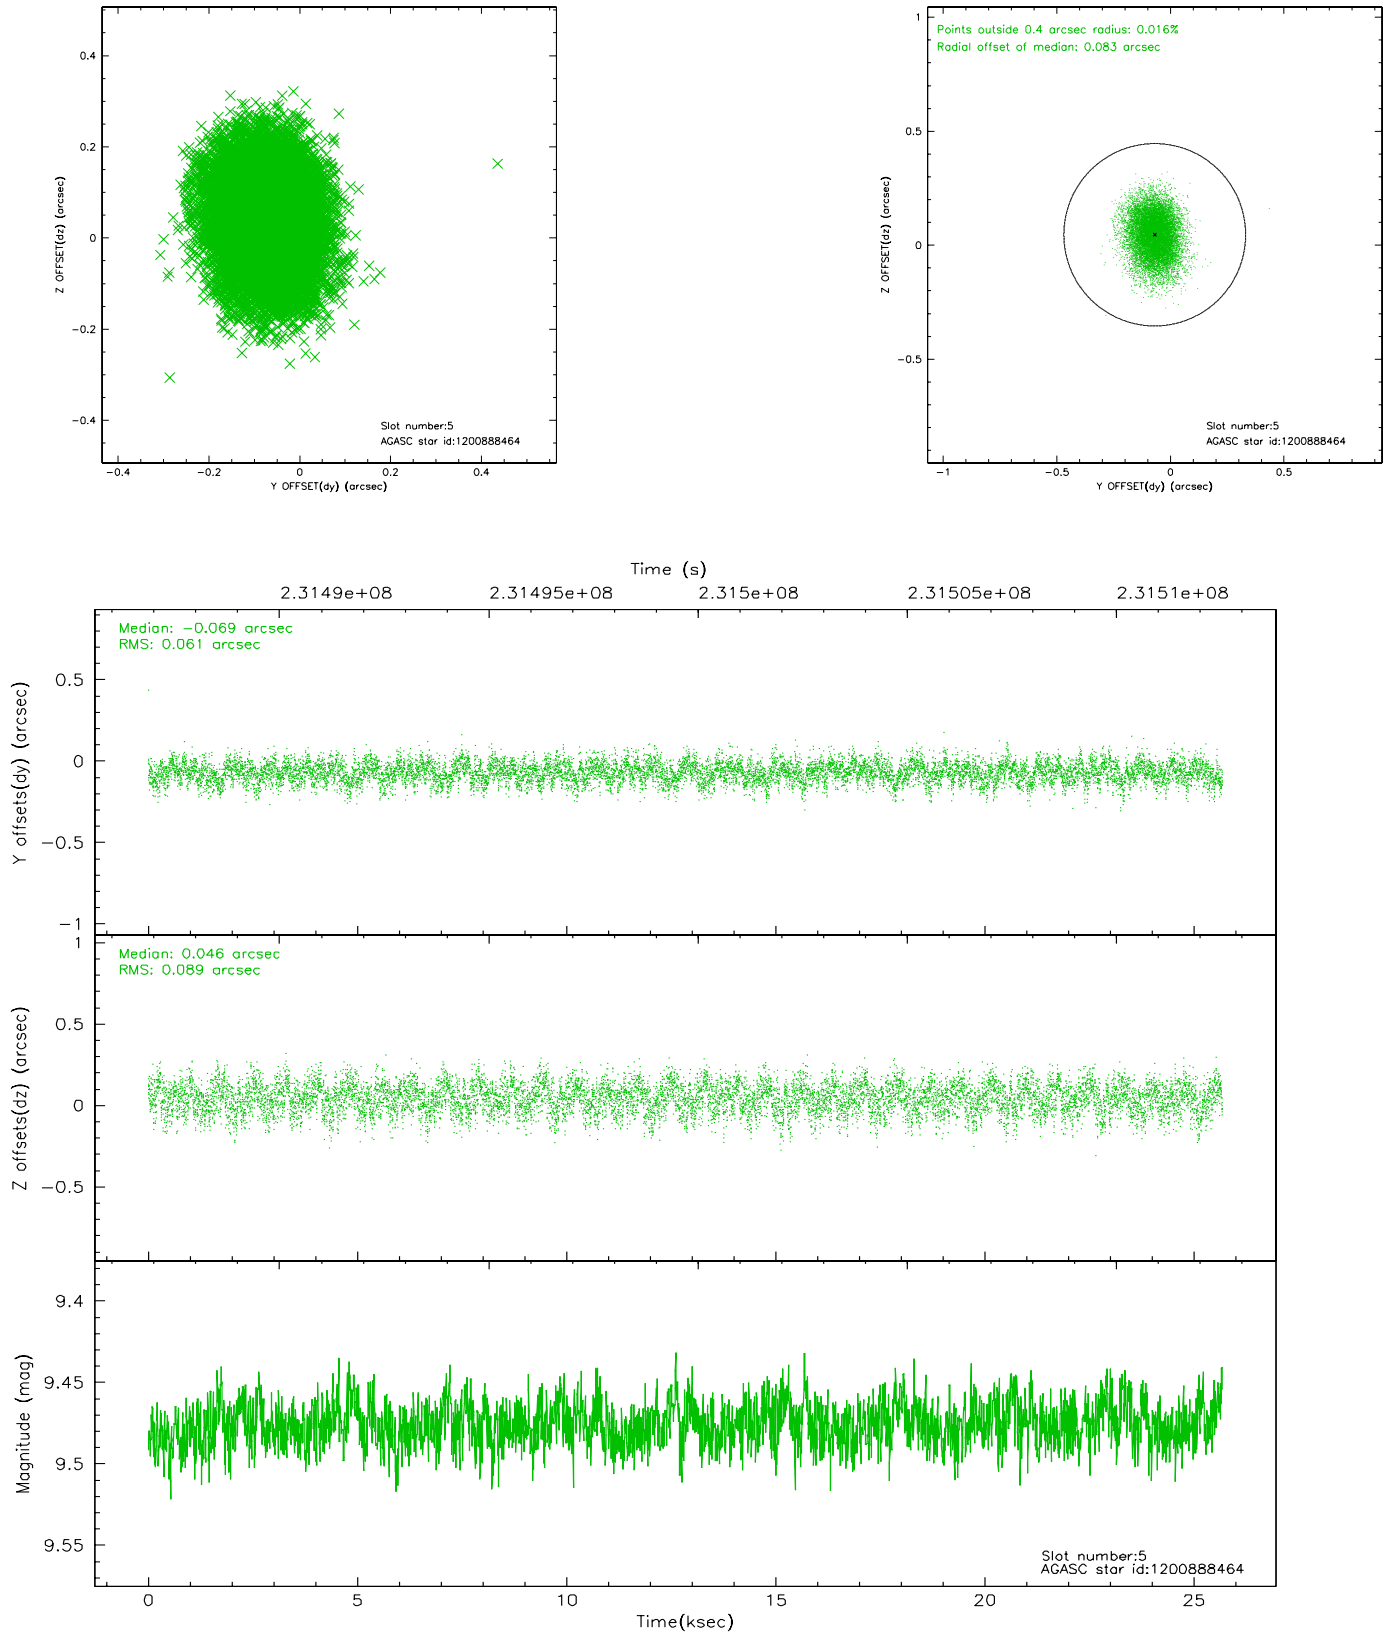 0.4
0.2
0
-0.2
-0.4
Z OFFSET(dz) (arcsec)
Slot number:5
AGASC star id:1200888464
-0.4 -0.2 0 0.2 0.4
Y OFFSET(dy) (arcsec)
Points outside 0.4 arcsec radius: 0.016%
Radial offset of median: 0.083 arcsec
1
0.5
0
-0.5
Z OFFSET(dz) (arcsec)
Slot number:5
AGASC star id:1200888464
-1 -0.5 0 0.5
Y OFFSET(dy) (arcsec)
Time (s)
2.3149e+08 2.31495e+08 2.315e+08 2.31505e+08 2.3151e+08
Median: -0.069 arcsec
RMS: 0.061 arcsec
0.5
0
-0.5
-1
Y offsets(dy) (arcsec)
Median: 0.046 arcsec
RMS: 0.089 arcsec
1
0.5
0
-0.5
Z offsets(dz) (arcsec)
9.4
9.45
9.5
9.55
Magnitude (mag)
Slot number:5
AGASC star id:1200888464
0 5 10 15 20 25
Time(ksec)